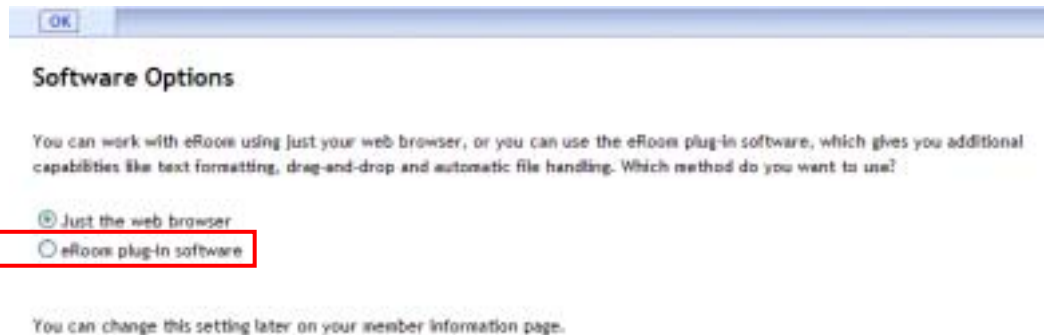 OK
Software Options
You can work with eRoom using just your web browser, or you can use the eRoom plug-in software, which gives you additional
capabilities like text formatting, drag-and-drop and automatic file handling. Which method do you want to use?
Just the web browser
eRoom plug-in software
You can change this setting later on your member information page.